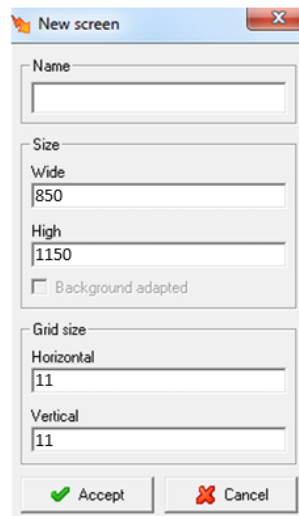 New screen
Name
Size
Wide
850
High
1150
Background adapted
Grid size
Horizontal
11
Vertical
11
Accept
Cancel